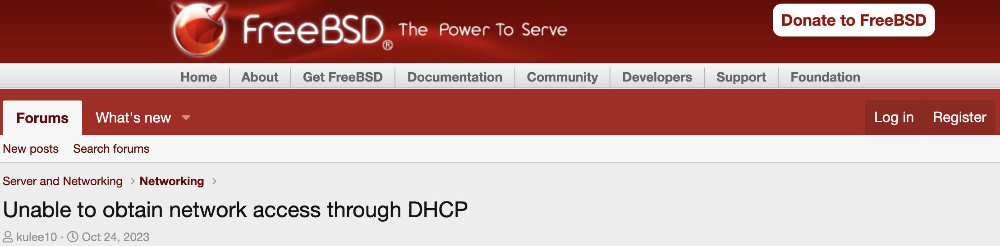 FreeBSD® The Power To Serve
Donate to FreeBSD
Home About Get FreeBSD Documentation Community Developers Support Foundation
Forums What's new Log in Register
New posts Search forums
Server and Networking > Networking >
Unable to obtain network access through DHCP
kulee10 · Oct 24, 2023